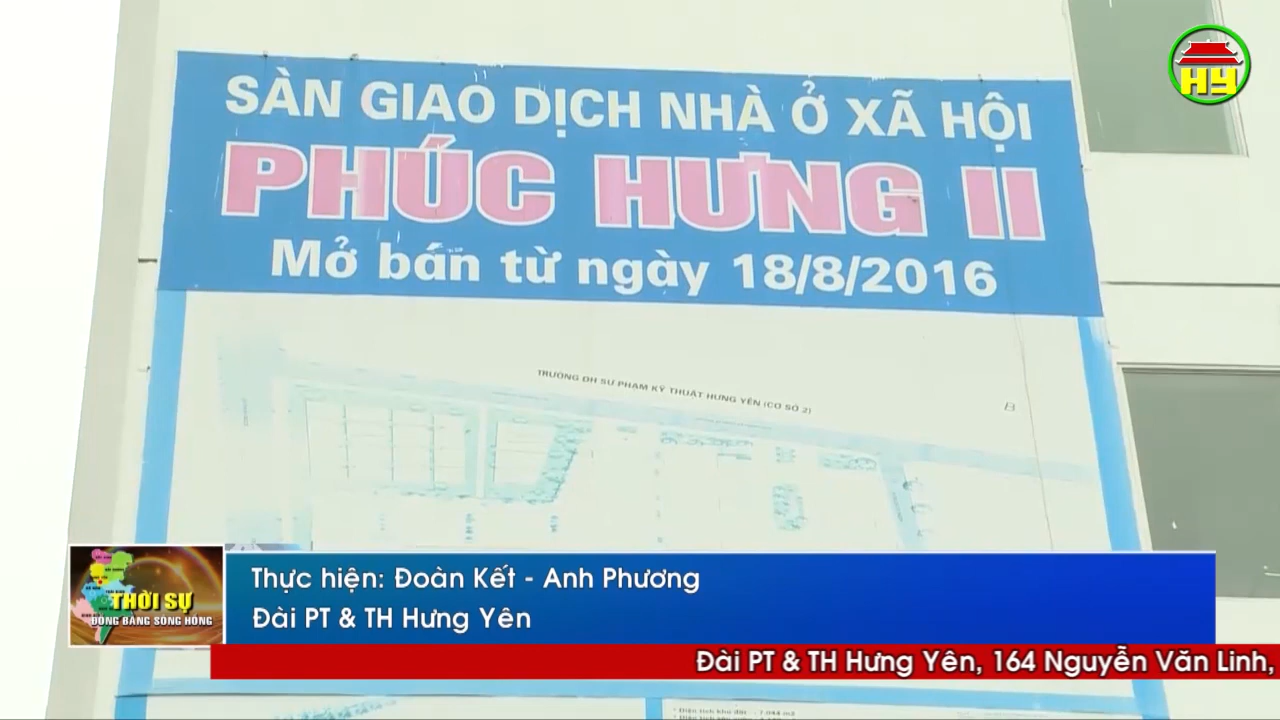 HY
SÀN GIAO DỊCH NHÀ Ở XÃ HỘI
PHÚC HƯNG II
Mở bán từ ngày 18/8/2016
TRƯỜNG ĐH SƯ PHẠM KỸ THUẬT HƯNG YÊN (CƠ SỞ 2)
B
Thực hiện: Đoàn Kết - Anh Phương
Đài PT & TH Hưng Yên
THỜI SỰ
ĐỒNG BẰNG SÔNG HỒNG
Đài PT & TH Hưng Yên, 164 Nguyễn Văn Linh,